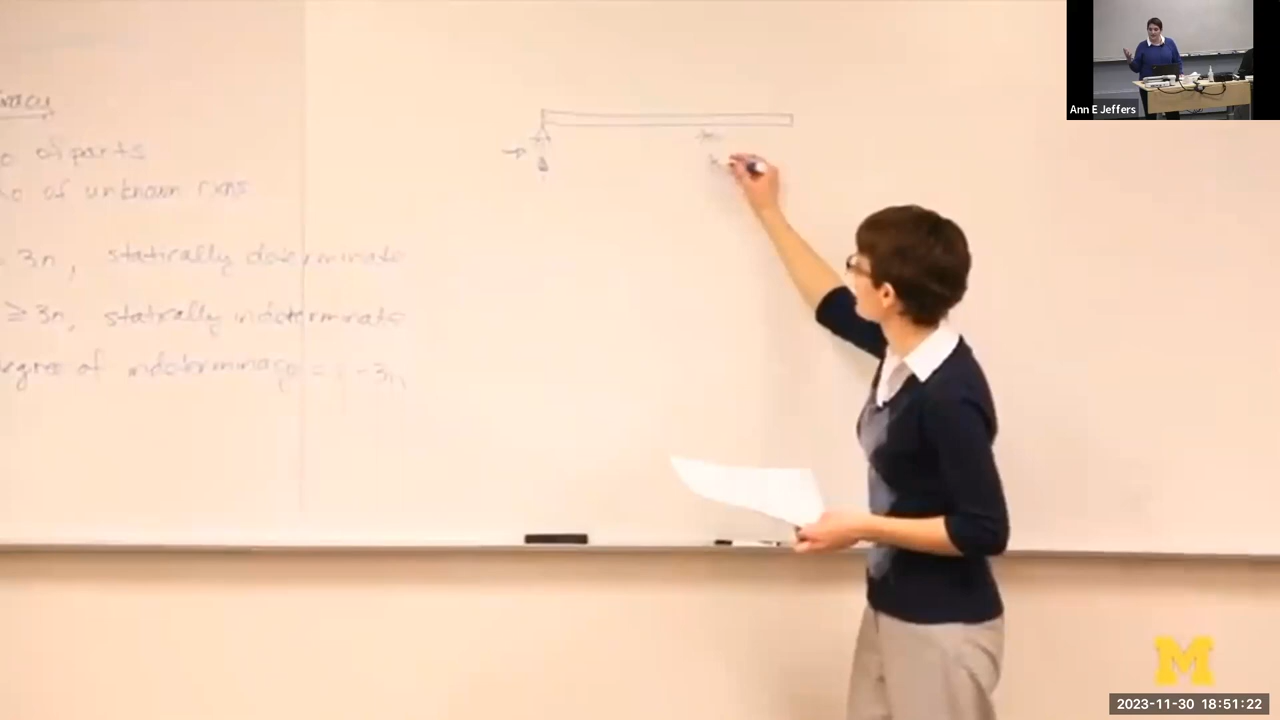 of parts
no of unknown rxns
3n, statically determinate
≥ 3n, statically indeterminate
egree of indeterminacy = - 3n
Ann E Jeffers
M
2023-11-30 18:51:22